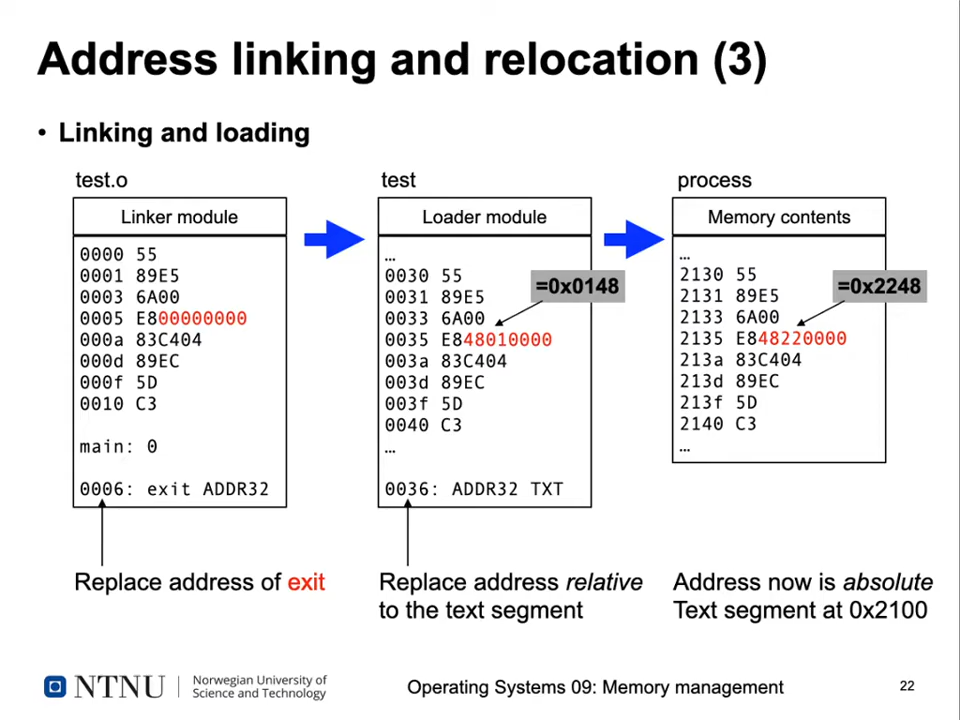 Address linking and relocation (3)
• Linking and loading
test.o
Linker module
0000 55
0001 89E5
0003 6A00
0005 E800000000
000a 83C404
000d 89EC
000f 5D
0010 C3
main: 0
0006: exit ADDR32
Replace address of exit
test
Loader module
…
0030 55
0031 89E5
0033 6A00
0035 E848010000
003a 83C404
003d 89EC
003f 5D
0040 C3
…
0036: ADDR32 TXT
=0x0148
Replace address relative
to the text segment
process
Memory contents
…
2130 55
2131 89E5
2133 6A00
2135 E848220000
213a 83C404
213d 89EC
213f 5D
2140 C3
…
=0x2248
Address now is absolute
Text segment at 0x2100
NTNU
Norwegian University of
Science and Technology
Operating Systems 09: Memory management
22